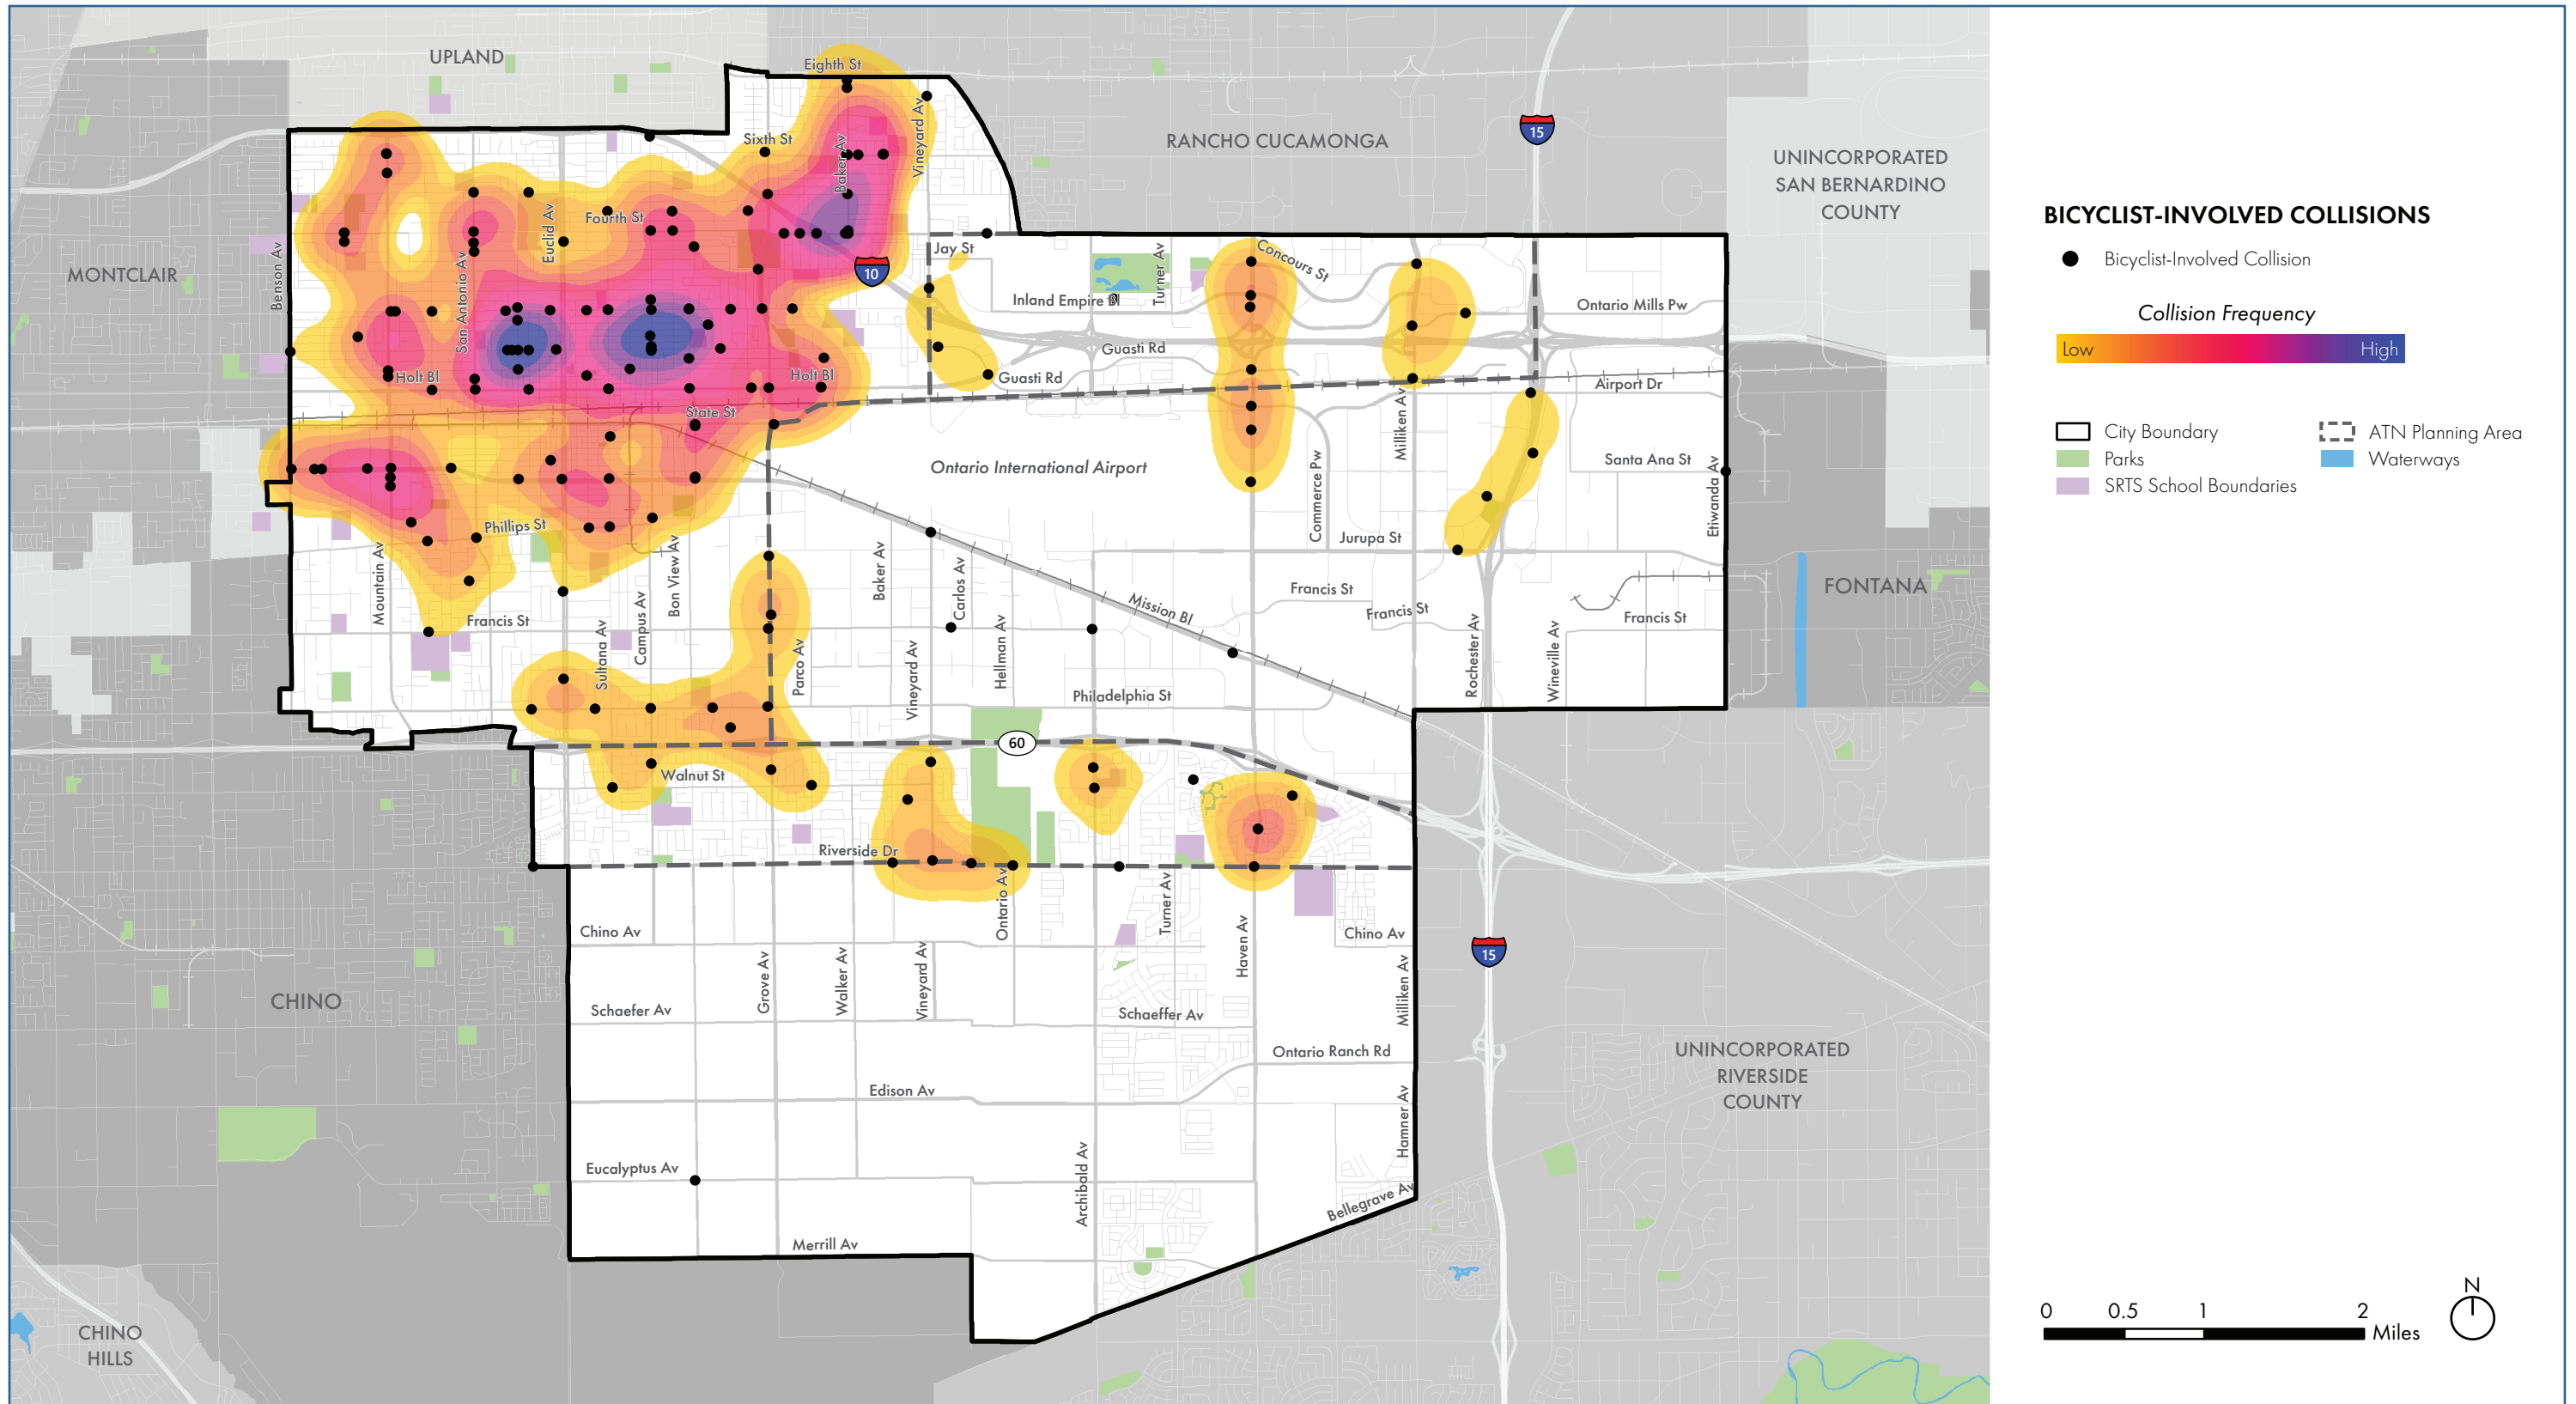 UPLAND
Eighth St
Vineyard Av
Sixth St
Baker Av
RANCHO CUCAMONGA
15
UNINCORPORATED
SAN BERNARDINO
COUNTY
BICYCLIST-INVOLVED COLLISIONS
Bicyclist-Involved Collision
Collision Frequency
Low
High
City Boundary
Parks
SRTS School Boundaries
ATN Planning Area
Waterways
Fourth St
Euclid Av
San Antonio Av
Benson Av
MONTCLAIR
10
Jay St
Turner Av
Concours St
Inland Empire Bl
Ontario Mills Pw
Guasti Rd
Guasti Rd
Holt Bl
Holt Bl
Airport Dr
State St
Milliken Av
Ontario International Airport
Commerce Pw
Santa Ana St
Etiwanda Av
Phillips St
Jurupa St
Mountain Av
Bon View Av
Baker Av
Carlos Av
Mission Bl
Francis St
Francis St
Francis St
FONTANA
Francis St
Sultana Av
Campus Av
Parco Av
Vineyard Av
Hellman Av
Rochester Av
Wineville Av
Philadelphia St
60
Walnut St
Riverside Dr
Ontario Av
Turner Av
Haven Av
Chino Av
Chino Av
15
Grove Av
Walker Av
Vineyard Av
Milliken Av
CHINO
Schaefer Av
Schaeffer Av
Ontario Ranch Rd
UNINCORPORATED
RIVERSIDE
COUNTY
Edison Av
Hamner Av
Eucalyptus Av
Archibald Av
Bellegrave Av
Merrill Av
CHINO
HILLS
N
0 0.5 1 2
Miles